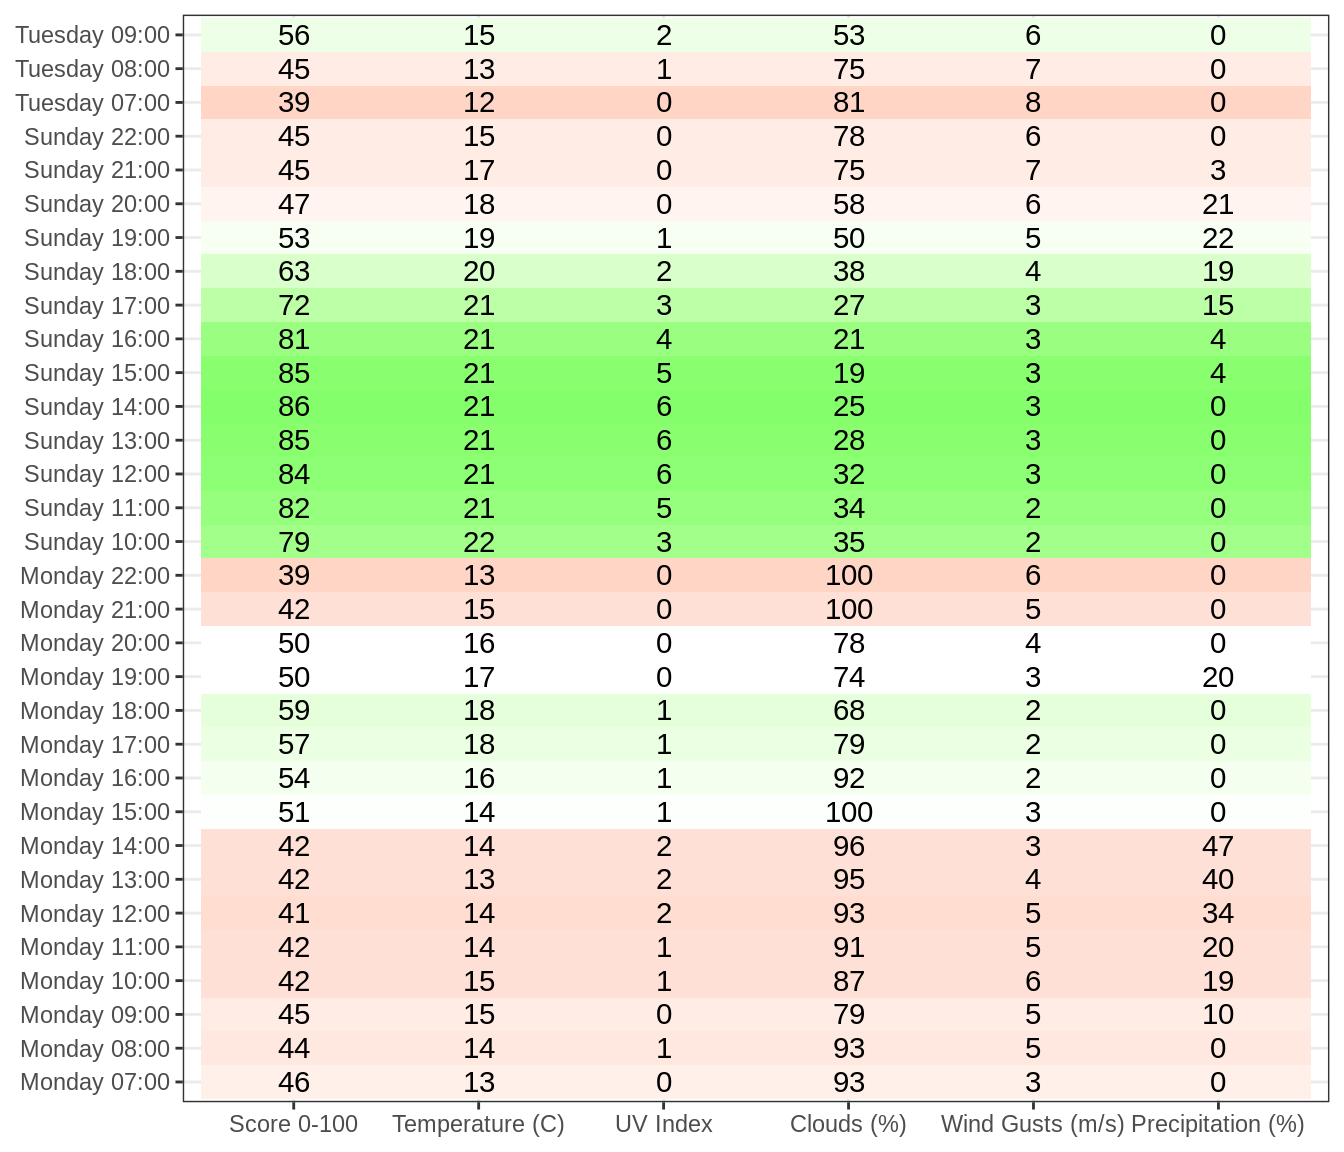 Tuesday 09:00 56 15 2 53 6 0
Tuesday 08:00 45 13 1 75 7 0
Tuesday 07:00 39 12 0 81 8 0
Sunday 22:00 45 15 0 78 6 0
Sunday 21:00 45 17 0 75 7 3
Sunday 20:00 47 18 0 58 6 21
Sunday 19:00 53 19 1 50 5 22
Sunday 18:00 63 20 2 38 4 19
Sunday 17:00 72 21 3 27 3 15
Sunday 16:00 81 21 4 21 3 4
Sunday 15:00 85 21 5 19 3 4
Sunday 14:00 86 21 6 25 3 0
Sunday 13:00 85 21 6 28 3 0
Sunday 12:00 84 21 6 32 3 0
Sunday 11:00 82 21 5 34 2 0
Sunday 10:00 79 22 3 35 2 0
Monday 22:00 39 13 0 100 6 0
Monday 21:00 42 15 0 100 5 0
Monday 20:00 50 16 0 78 4 0
Monday 19:00 50 17 0 74 3 20
Monday 18:00 59 18 1 68 2 0
Monday 17:00 57 18 1 79 2 0
Monday 16:00 54 16 1 92 2 0
Monday 15:00 51 14 1 100 3 0
Monday 14:00 42 14 2 96 3 47
Monday 13:00 42 13 2 95 4 40
Monday 12:00 41 14 2 93 5 34
Monday 11:00 42 14 1 91 5 20
Monday 10:00 42 15 1 87 6 19
Monday 09:00 45 15 0 79 5 10
Monday 08:00 44 14 1 93 5 0
Monday 07:00 46 13 0 93 3 0
Score 0-100 Temperature (C) UV Index Clouds (%) Wind Gusts (m/s) Precipitation (%)